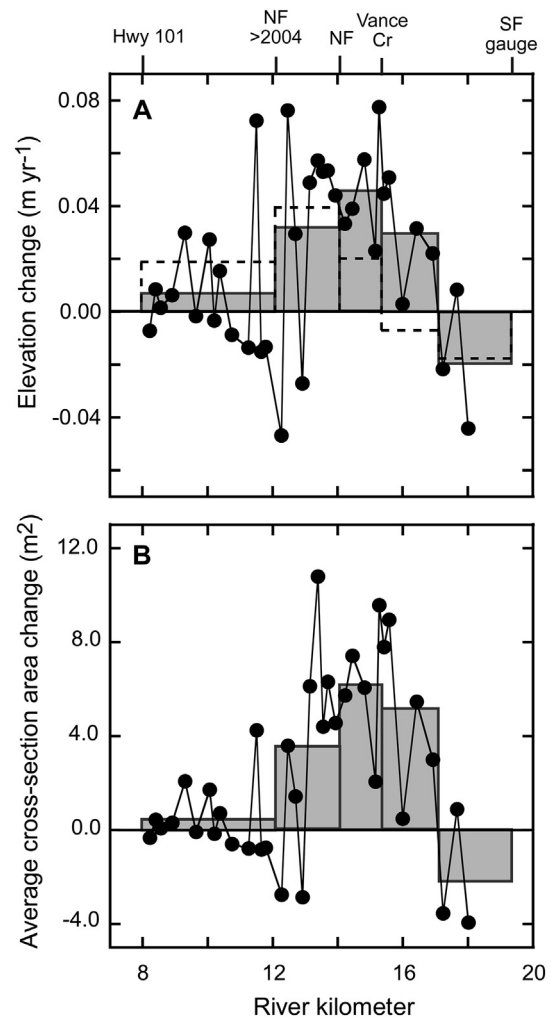 NF Vance SF
Hwy 101 >2004 NF Cr gauge
A
0.08
0.04
0.00
-0.04
Elevation change (m yr-1)
B
12.0
8.0
4.0
0.0
-4.0
Average cross-section area change (m2)
8 12 16 20
River kilometer